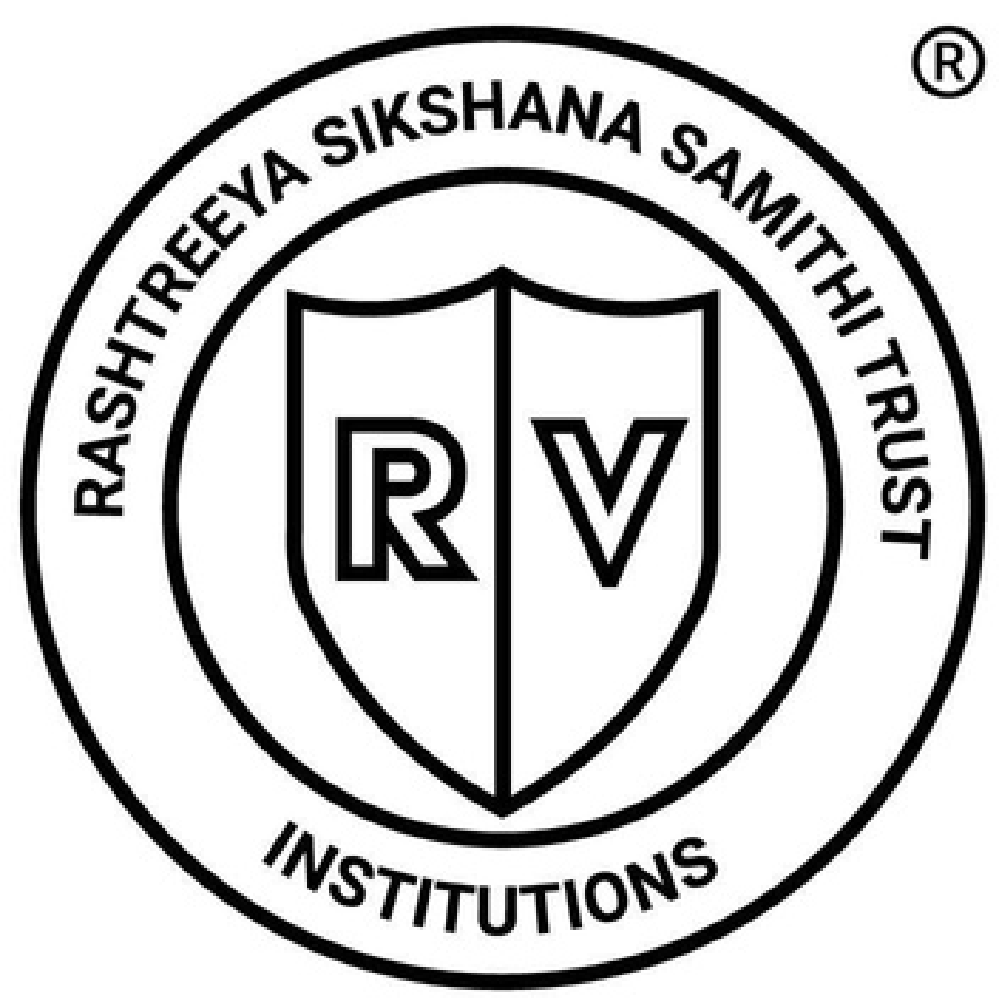 RASHTREEYA SIKSHANA SAMITHI TRUST
®
R V
INSTITUTIONS